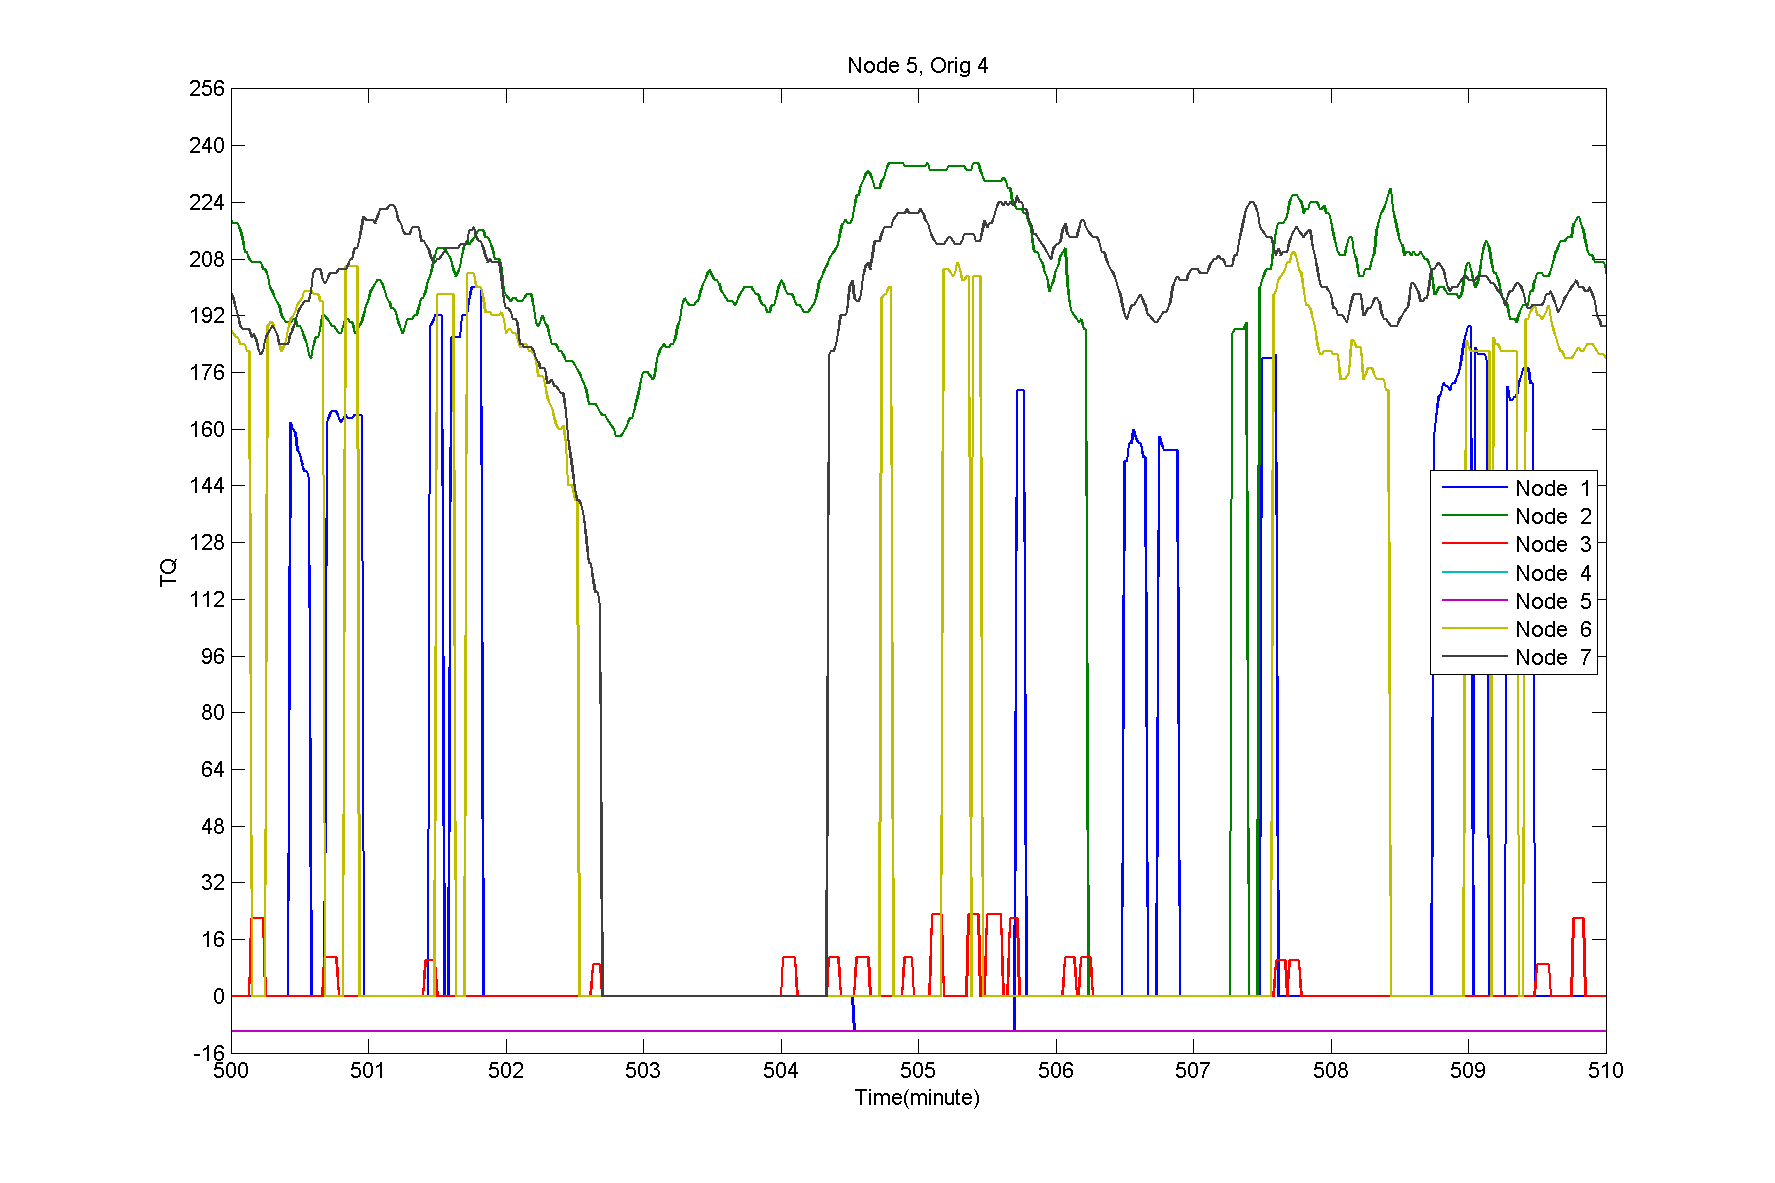 Node 5, Orig 4
256
240
224
208
192
176
160
144
128
112
96
80
64
48
32
16
0
-16
TQ
Node 1
Node 2
Node 3
Node 4
Node 5
Node 6
Node 7
500 501 502 503 504 505 506 507 508 509 510
Time(minute)